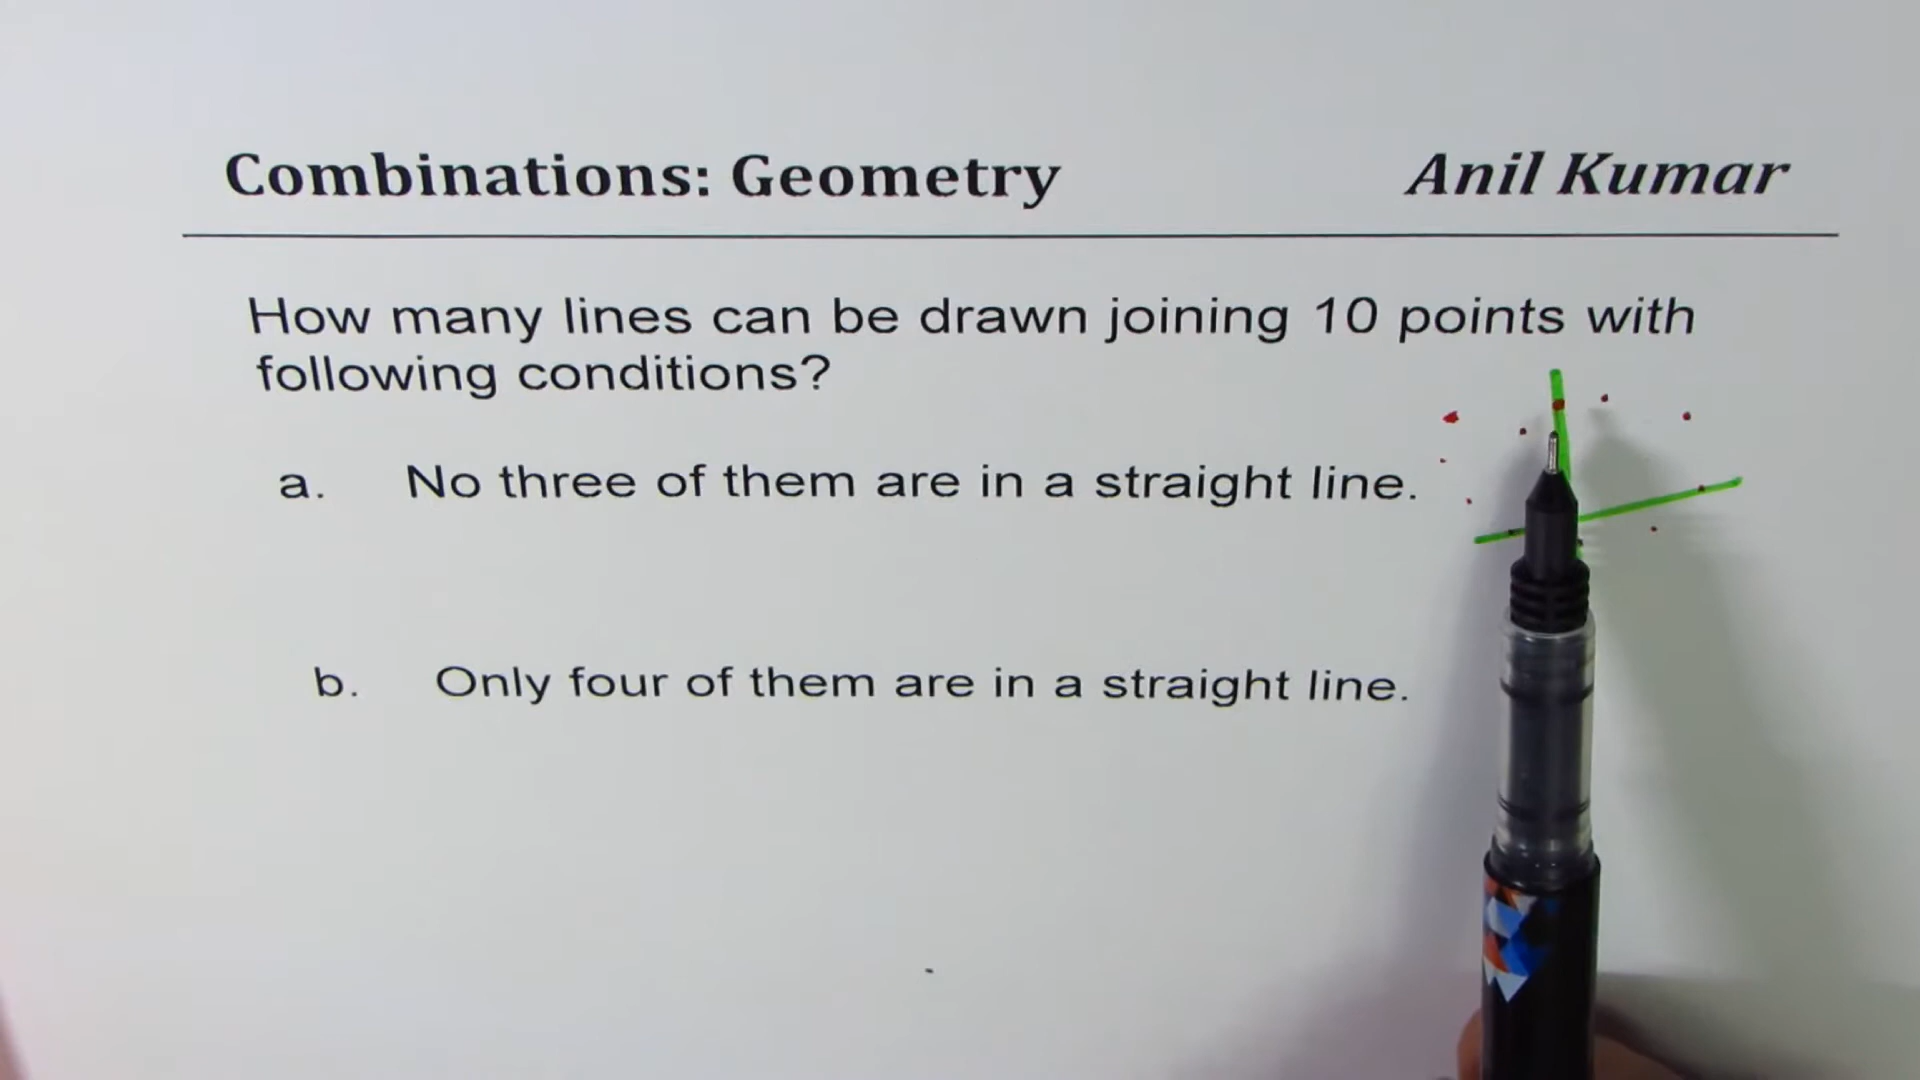 Combinations: Geometry Anil Kumar
How many lines can be drawn joining 10 points with
following conditions?
a. No three of them are in a straight line.
b. Only four of them are in a straight line.